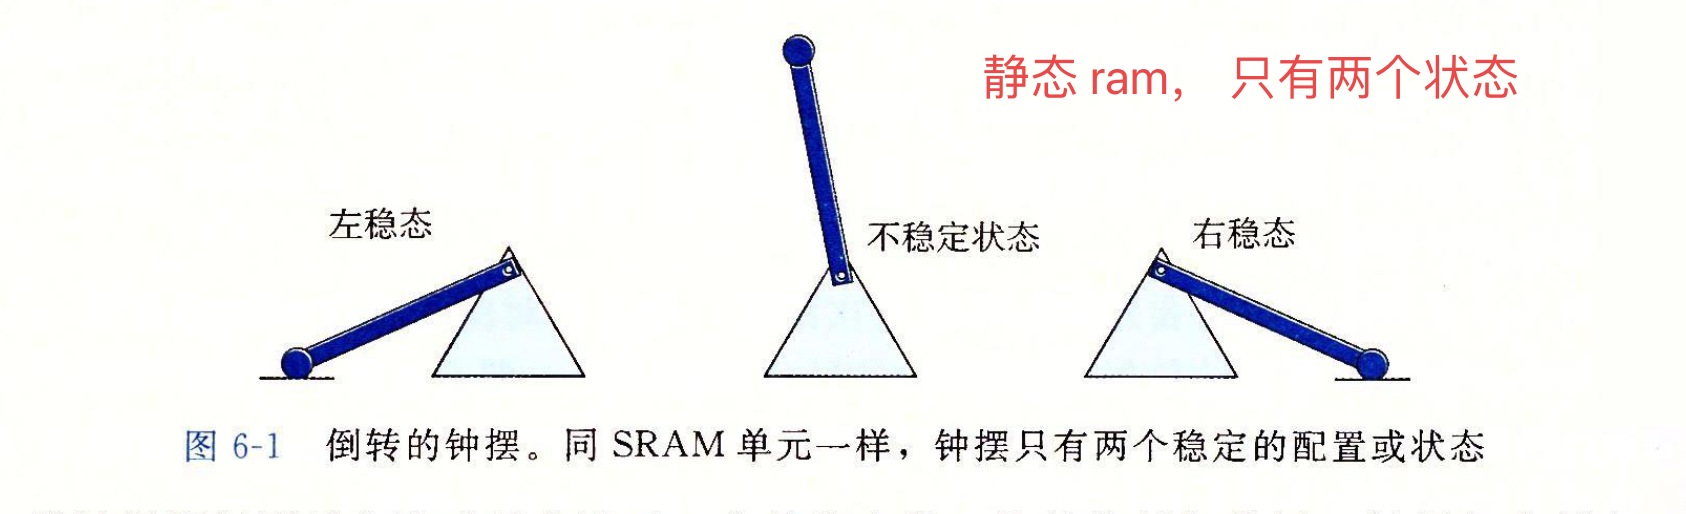 静态 ram， 只有两个状态
左稳态
不稳定状态
右稳态
图 6-1 倒转的钟摆。同 SRAM 单元一样，钟摆只有两个稳定的配置或状态